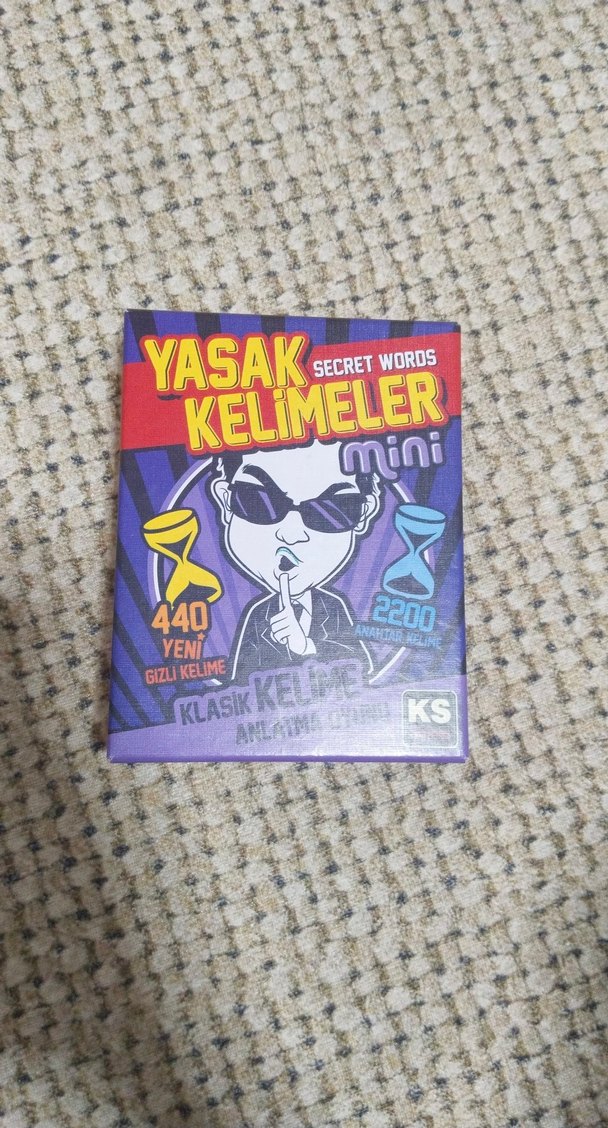 YASAK
SECRET WORDS
KELİMELER
mini
440
YENİ
GİZLİ KELİME
2200
ANAHTAR KELİME
KLASİK KELİME
ANLATMA OYUNU
KS